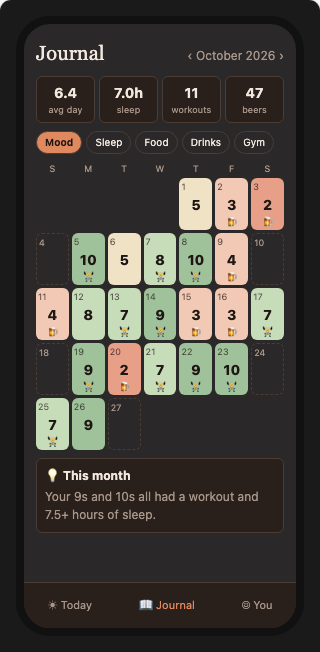 Journal ‹ October 2026 ›
6.4 7.0h 11 47
avg day sleep workouts beers
Mood Sleep Food Drinks Gym
S M T W T F S
1 2 3
5 3 2
4 5 6 7 8 9 10
10 5 8 10 4
11 12 13 14 15 16 17
4 8 7 9 3 3 7
18 19 20 21 22 23 24
9 2 7 9 10
25 26 27
7 9
This month
Your 9s and 10s all had a workout and
7.5+ hours of sleep.
Today Journal You